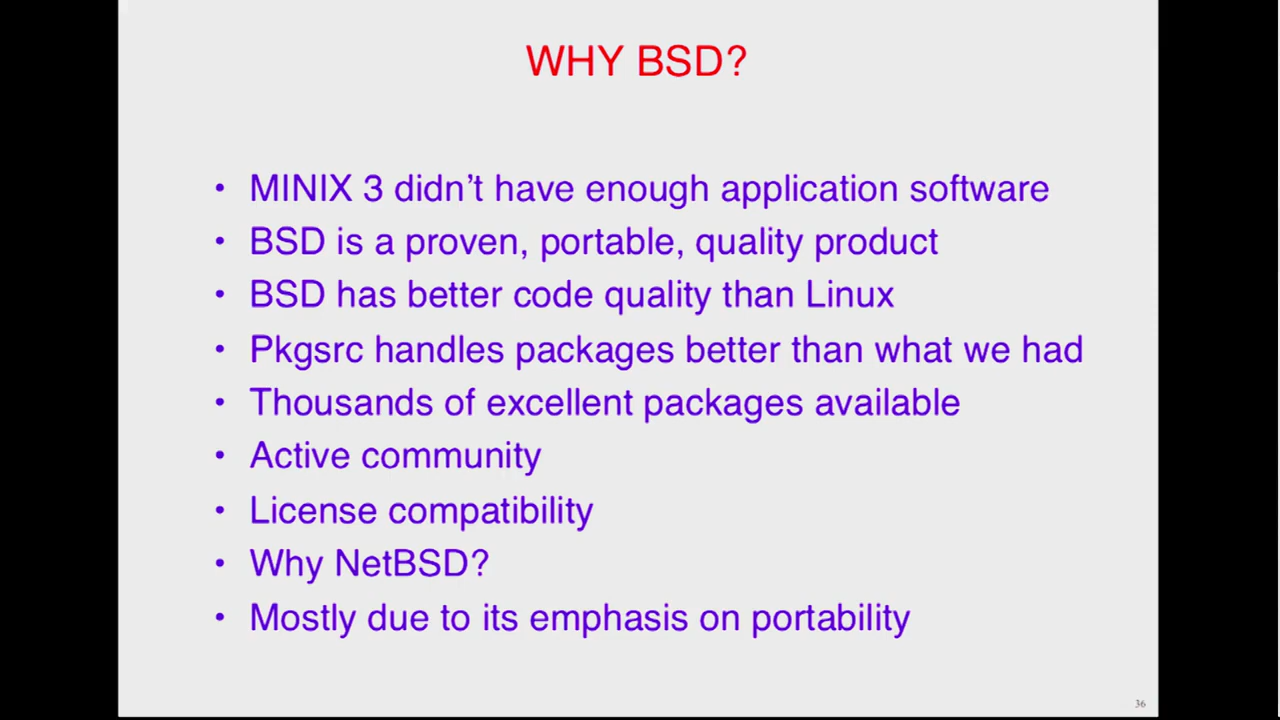 WHY BSD?
• MINIX 3 didn't have enough application software
• BSD is a proven, portable, quality product
• BSD has better code quality than Linux
• Pkgsrc handles packages better than what we had
• Thousands of excellent packages available
• Active community
• License compatibility
• Why NetBSD?
• Mostly due to its emphasis on portability
36